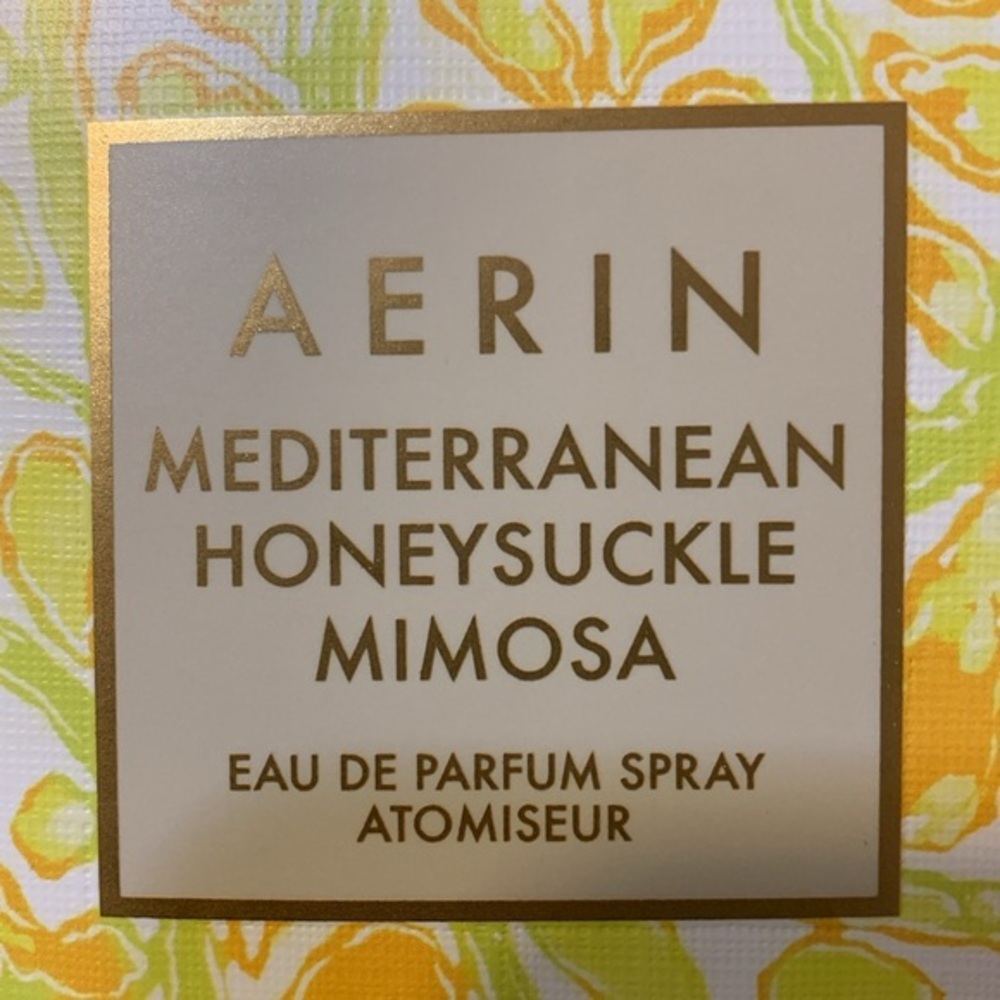 AERIN
MEDITERRANEAN
HONEYSUCKLE
MIMOSA
EAU DE PARFUM SPRAY
ATOMISEUR